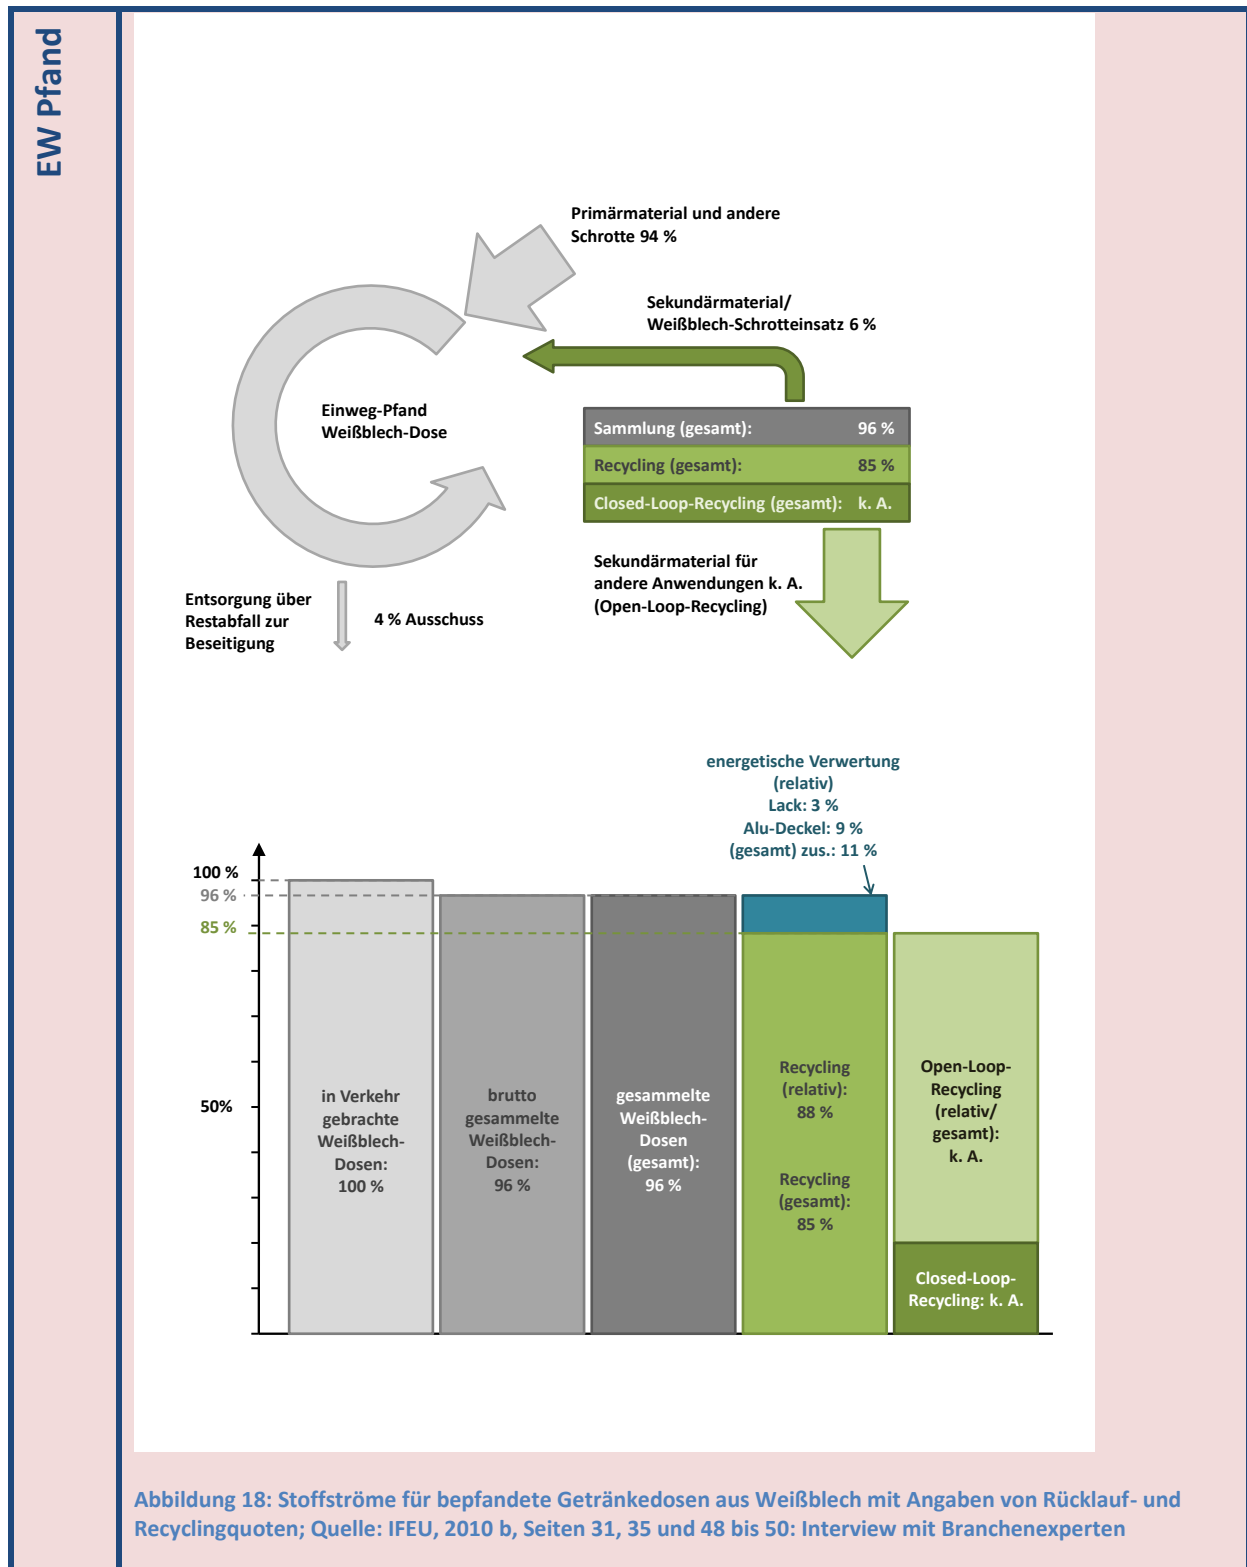 EW Pfand
Primärmaterial und andere
Schrotte 94 %
Sekundärmaterial/
Weißblech-Schrotteinsatz 6 %
Einweg-Pfand
Weißblech-Dose
Sammlung (gesamt): 96 %
Recycling (gesamt): 85 %
Closed-Loop-Recycling (gesamt): k. A.
Sekundärmaterial für
andere Anwendungen k. A.
(Open-Loop-Recycling)
Entsorgung über
Restabfall zur
Beseitigung
4 % Ausschuss
energetische Verwertung
(relativ)
Lack: 3 %
Alu-Deckel: 9 %
(gesamt) zus.: 11 %
100 %
96 %
85 %
50%
in Verkehr
gebrachte
Weißblech-
Dosen:
100 %
brutto
gesammelte
Weißblech-
Dosen:
96 %
gesammelte
Weißblech-
Dosen
(gesamt):
96 %
Recycling
(relativ):
88 %
Recycling
(gesamt):
85 %
Open-Loop-
Recycling
(relativ/
gesamt):
k. A.
Closed-Loop-
Recycling: k. A.
Abbildung 18: Stoffströme für bepfandete Getränkedosen aus Weißblech mit Angaben von Rücklauf- und
Recyclingquoten; Quelle: IFEU, 2010 b, Seiten 31, 35 und 48 bis 50: Interview mit Branchenexperten